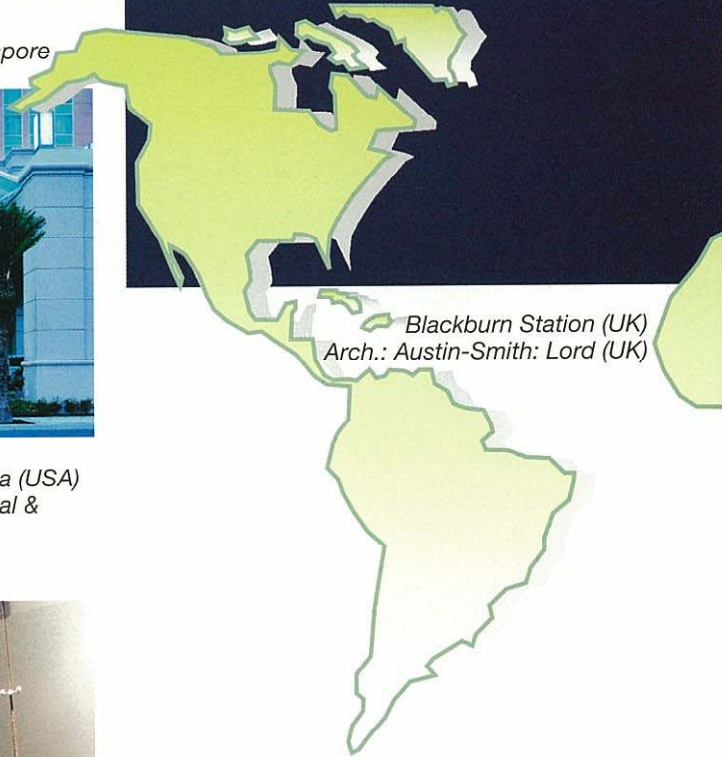 pore
Blackburn Station (UK)
Arch.: Austin-Smith: Lord (UK)
a (USA)
al &